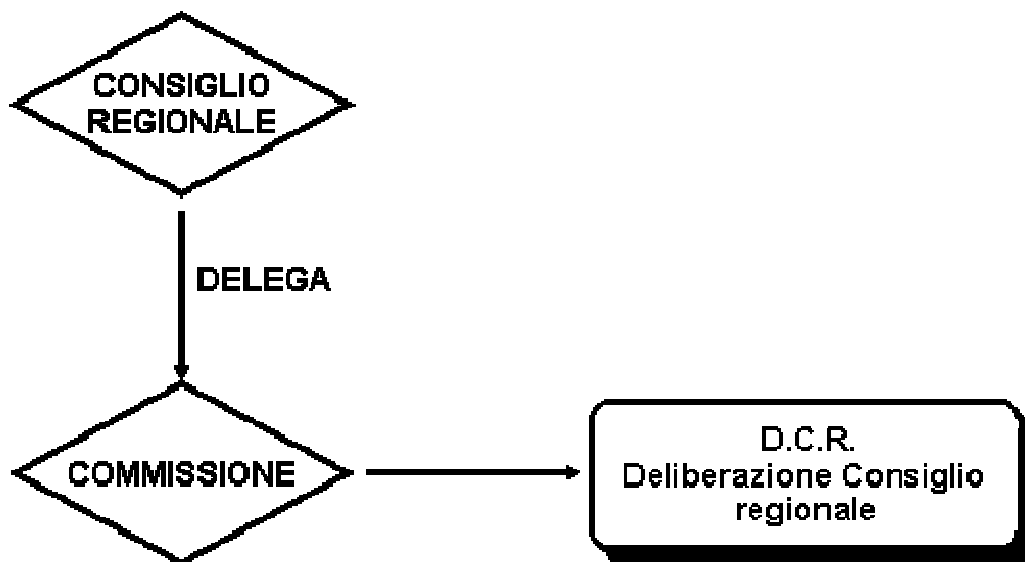 CONSIGLIO
REGIONALE
DELEGA
COMMISSIONE
D.C.R.
Deliberazione Consiglio
regionale